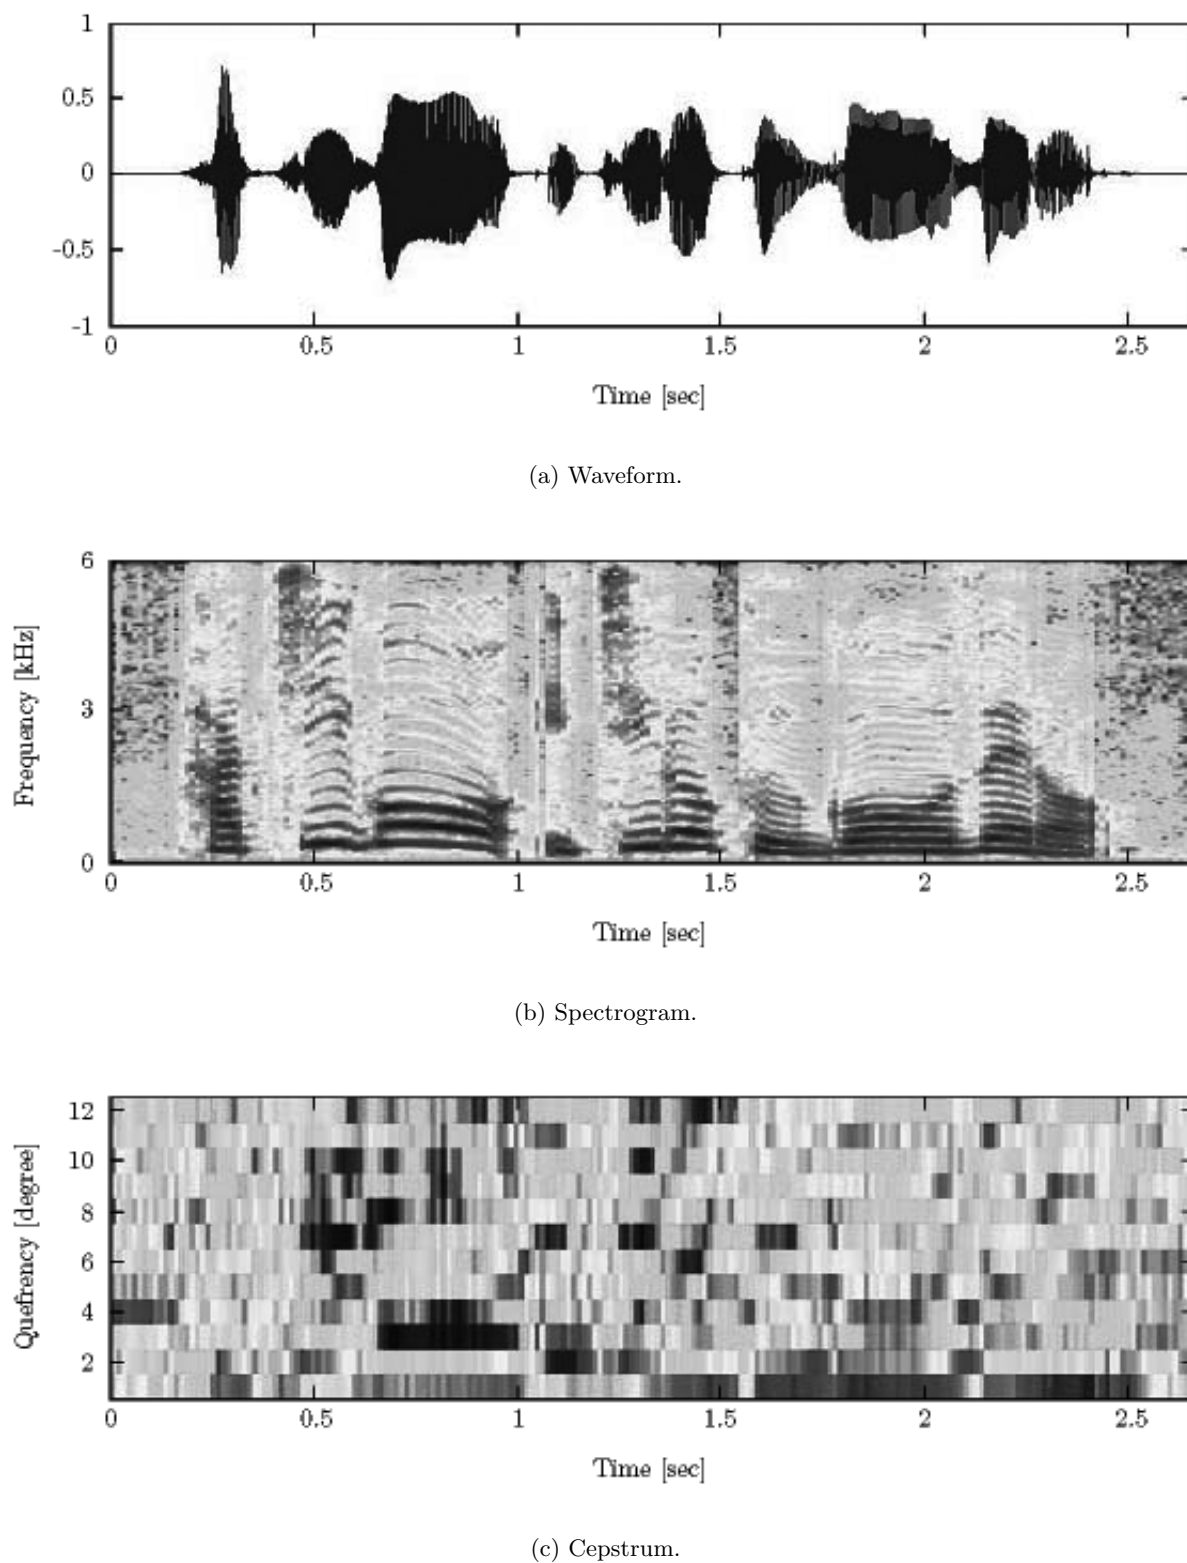 1
0.5
0
-0.5
-1
0 0.5 1 1.5 2 2.5
Time [sec]
(a) Waveform.
6
3
0
Frequency [kHz]
0 0.5 1 1.5 2 2.5
Time [sec]
(b) Spectrogram.
12
10
8
6
4
2
Quefrency [degree]
0 0.5 1 1.5 2 2.5
Time [sec]
(c) Cepstrum.